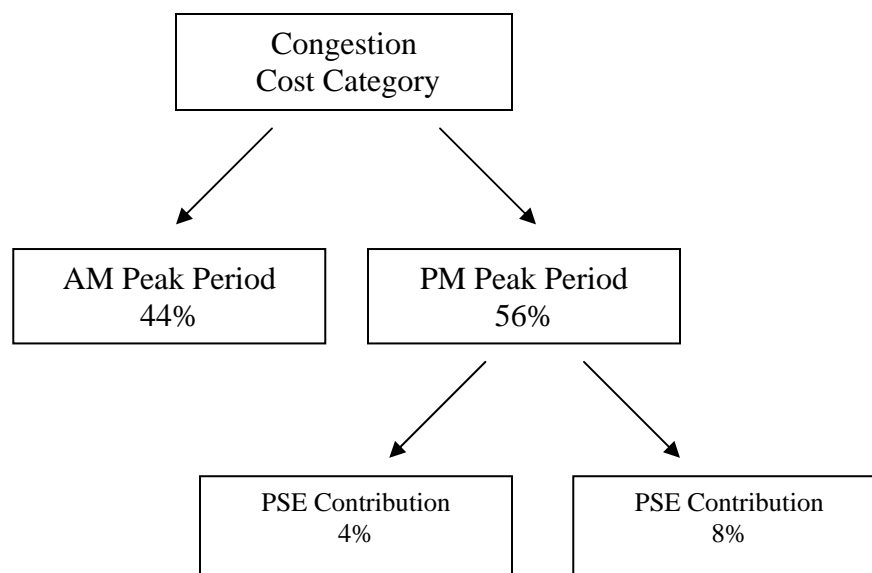 Congestion
Cost Category
AM Peak Period
44%
PM Peak Period
56%
PSE Contribution
4%
PSE Contribution
8%